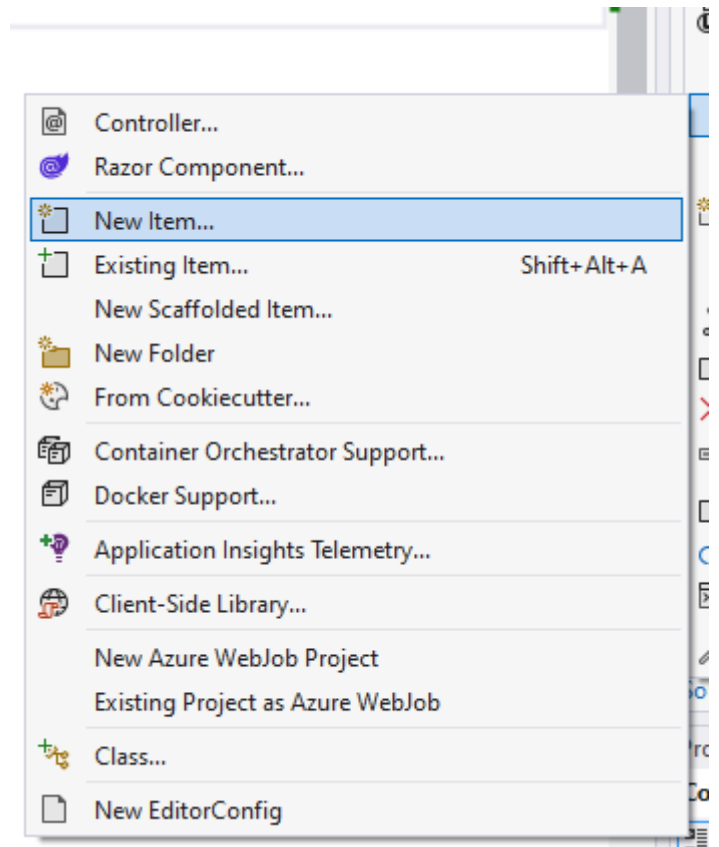 Controller...
Razor Component...
New Item...
Existing Item... Shift+Alt+A
New Scaffolded Item...
New Folder
From Cookiecutter...
Container Orchestrator Support...
Docker Support...
Application Insights Telemetry...
Client-Side Library...
New Azure WebJob Project
Existing Project as Azure WebJob
Class...
New EditorConfig